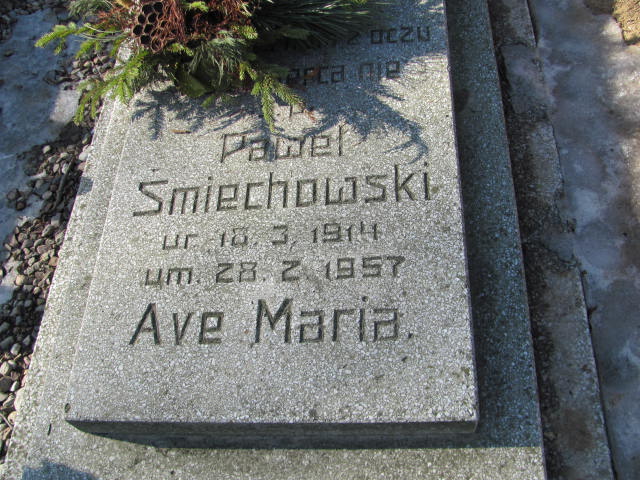 z oczu
serca nie
Paweł
Śmiechowski
ur. 18. 3. 1914
um. 28. 2. 1957
Ave Maria.